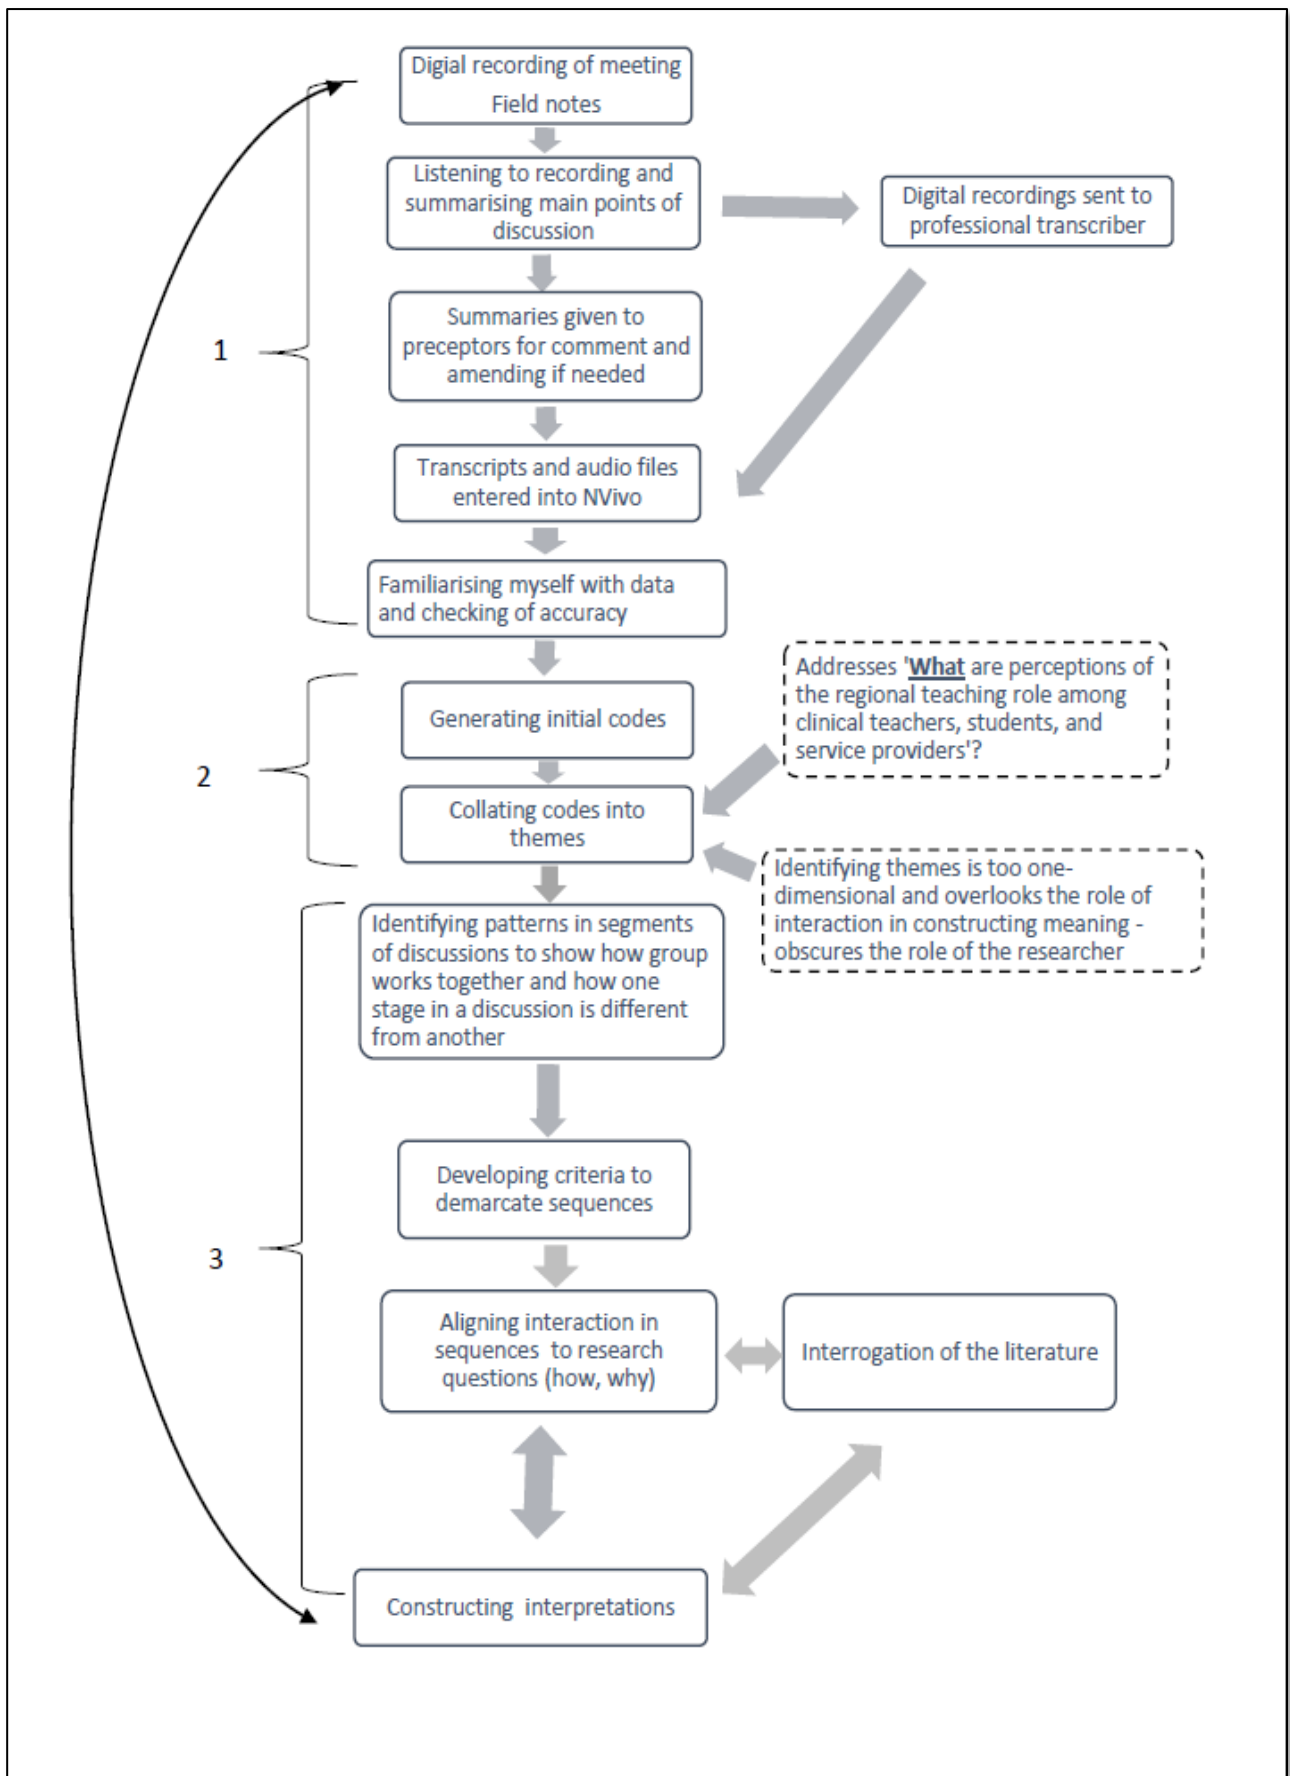 Digial recording of meeting
Field notes
Listening to recording and
summarising main points of
discussion
Digital recordings sent to
professional transcriber
Summaries given to
preceptors for comment and
amending if needed
1
Transcripts and audio files
entered into NVivo
Familiarising myself with data
and checking of accuracy
Addresses 'What are perceptions of
the regional teaching role among
clinical teachers, students, and
service providers'?
Generating initial codes
2
Collating codes into
themes
Identifying themes is too one-
dimensional and overlooks the role of
interaction in constructing meaning -
obscures the role of the researcher
Identifying patterns in segments
of discussions to show how group
works together and how one
stage in a discussion is different
from another
Developing criteria to
demarcate sequences
3
Aligning interaction in
sequences to research
questions (how, why)
Interrogation of the literature
Constructing interpretations